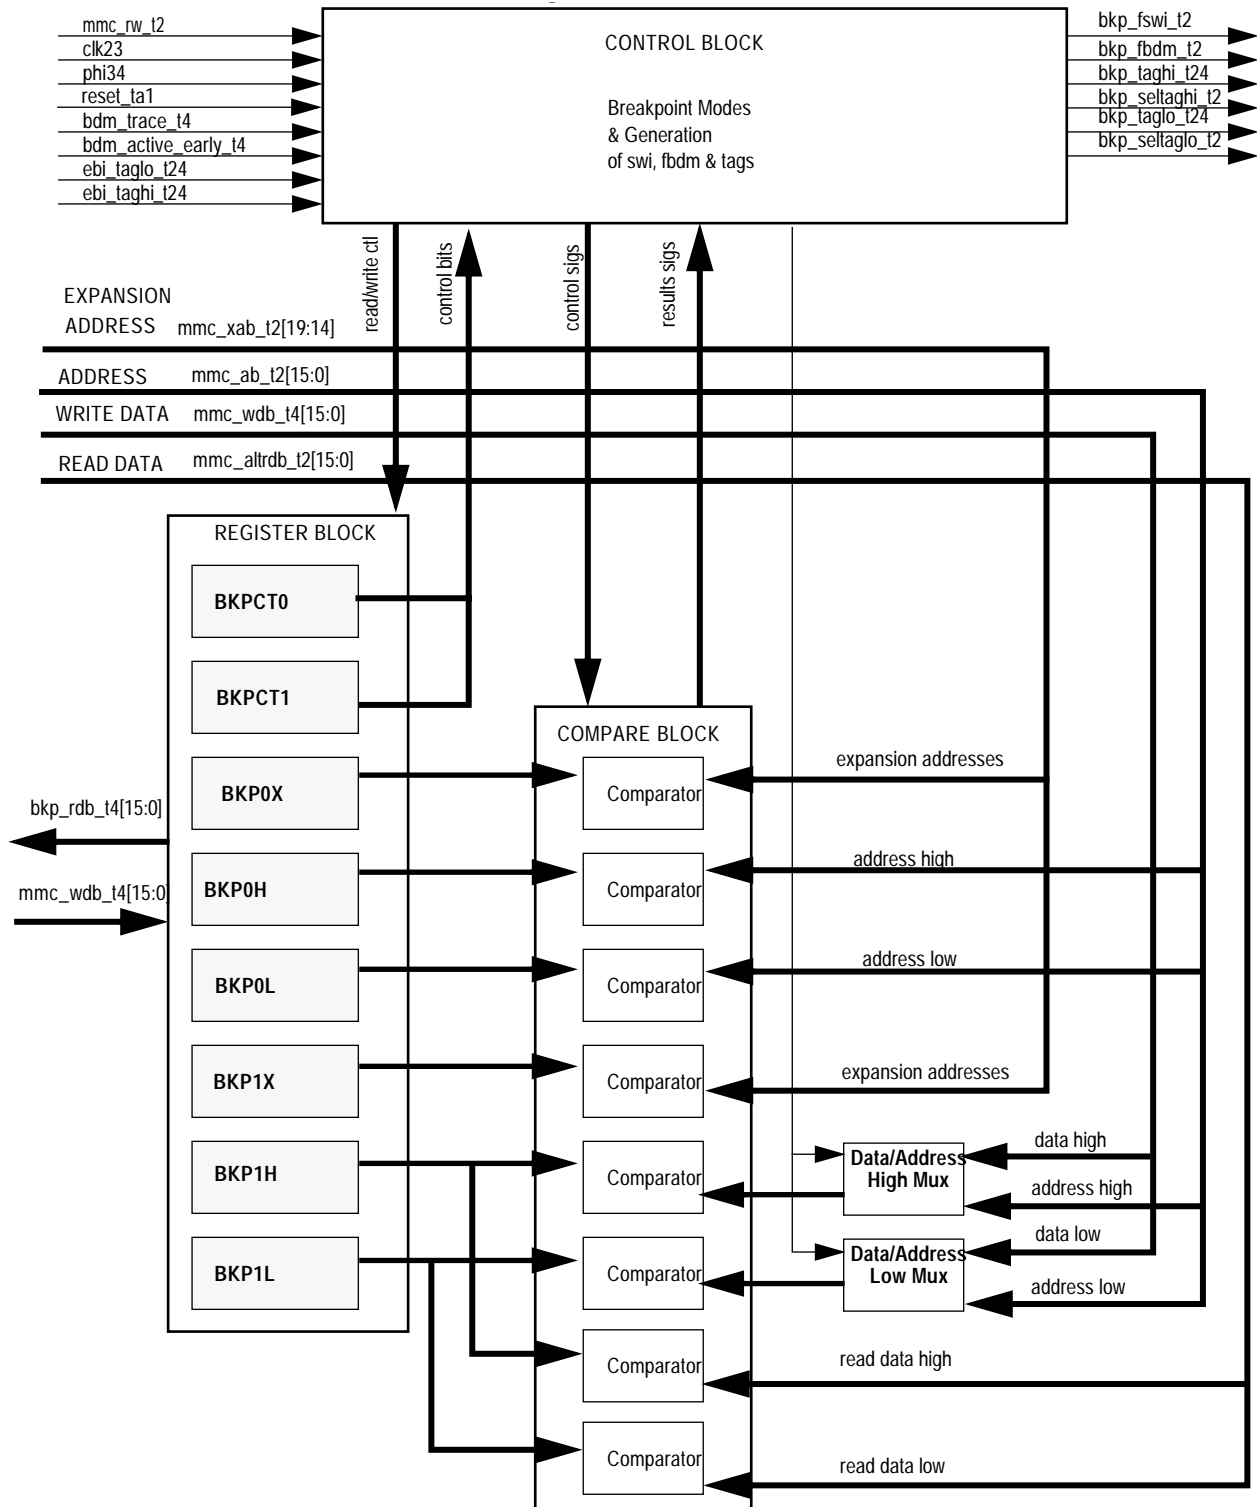 mmc_rw_t2
clk23
phi34
reset_ta1
bdm_trace_t4
bdm_active_early_t4
ebi_taglo_t24
ebi_taghi_t24
CONTROL BLOCK
Breakpoint Modes
& Generation
of swi, fbdm & tags
bkp_fswi_t2
bkp_fbdm_t2
bkp_taghi_t24
bkp_seltaghi_t2
bkp_taglo_t24
bkp_seltaglo_t2
read/write ctl
control bits
control sigs
results sigs
EXPANSION
ADDRESS mmc_xab_t2[19:14]
ADDRESS mmc_ab_t2[15:0]
WRITE DATA mmc_wdb_t4[15:0]
READ DATA mmc_altrdb_t2[15:0]
REGISTER BLOCK
BKPCT0
BKPCT1
BKP0X
BKP0H
BKP0L
BKP1X
BKP1H
BKP1L
bkp_rdb_t4[15:0]
mmc_wdb_t4[15:0]
COMPARE BLOCK
Comparator
Comparator
Comparator
Comparator
Comparator
Comparator
Comparator
Comparator
expansion addresses
address high
address low
expansion addresses
Data/Address
High Mux
data high
address high
Data/Address
Low Mux
data low
address low
read data high
read data low